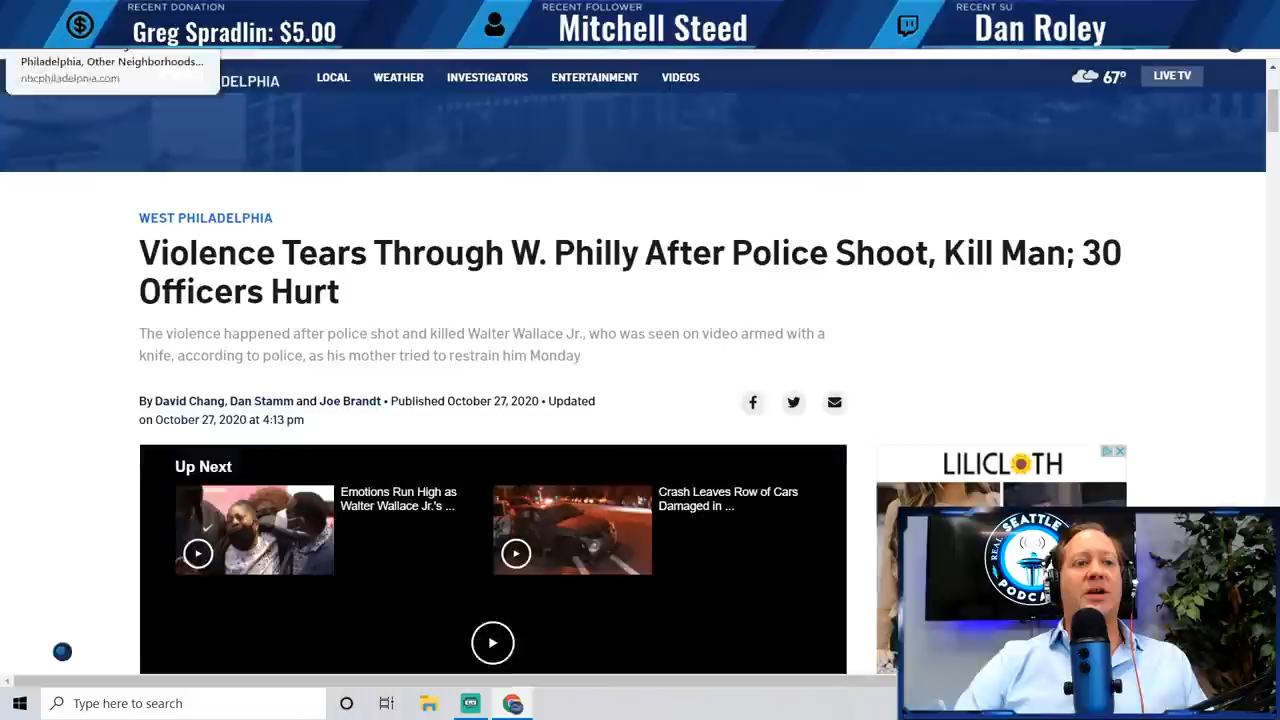 RECENT DONATION
Greg Spradlin: $5.00
RECENT FOLLOWER
Mitchell Steed
RECENT SU
Dan Roley
Philadelphia, Other Neighborhoods...
nbcphiladelphia.com
DELPHIA
LOCAL
WEATHER
INVESTIGATORS
ENTERTAINMENT
VIDEOS
67°
LIVE TV
WEST PHILADELPHIA
Violence Tears Through W. Philly After Police Shoot, Kill Man; 30
Officers Hurt
The violence happened after police shot and killed Walter Wallace Jr., who was seen on video armed with a
knife, according to police, as his mother tried to restrain him Monday
By David Chang, Dan Stamm and Joe Brandt • Published October 27, 2020 • Updated
on October 27, 2020 at 4:13 pm
Up Next
Emotions Run High as
Walter Wallace Jr.'s ...
Crash Leaves Row of Cars
Damaged in ...
LILICLOTH
REAL SEATTLE
PODC
Type here to search